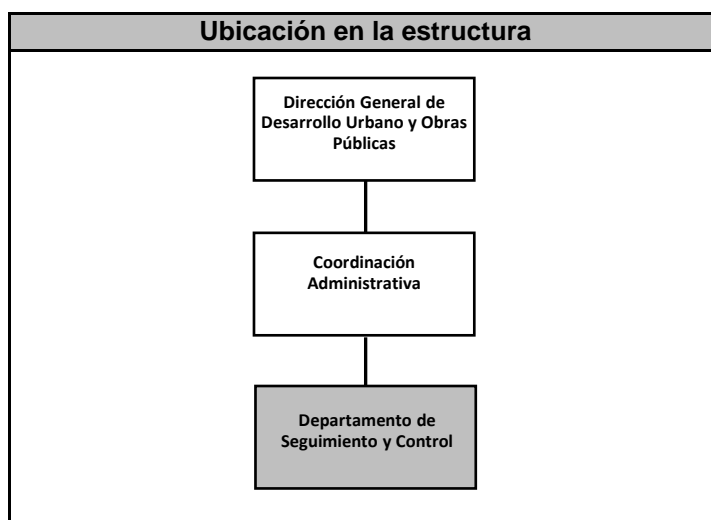 Ubicación en la estructura
Dirección General de
Desarrollo Urbano y Obras
Públicas
Coordinación
Administrativa
Departamento de
Seguimiento y Control